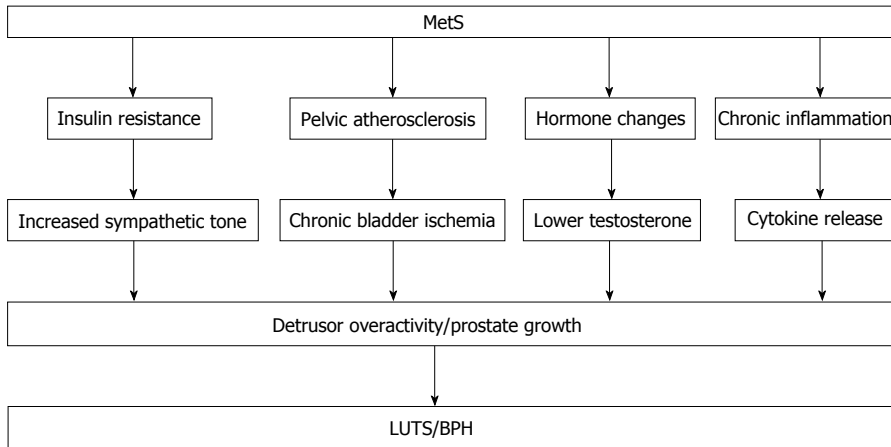 MetS
Insulin resistance
Pelvic atherosclerosis
Hormone changes
Chronic inflammation
Increased sympathetic tone
Chronic bladder ischemia
Lower testosterone
Cytokine release
Detrusor overactivity/prostate growth
LUTS/BPH